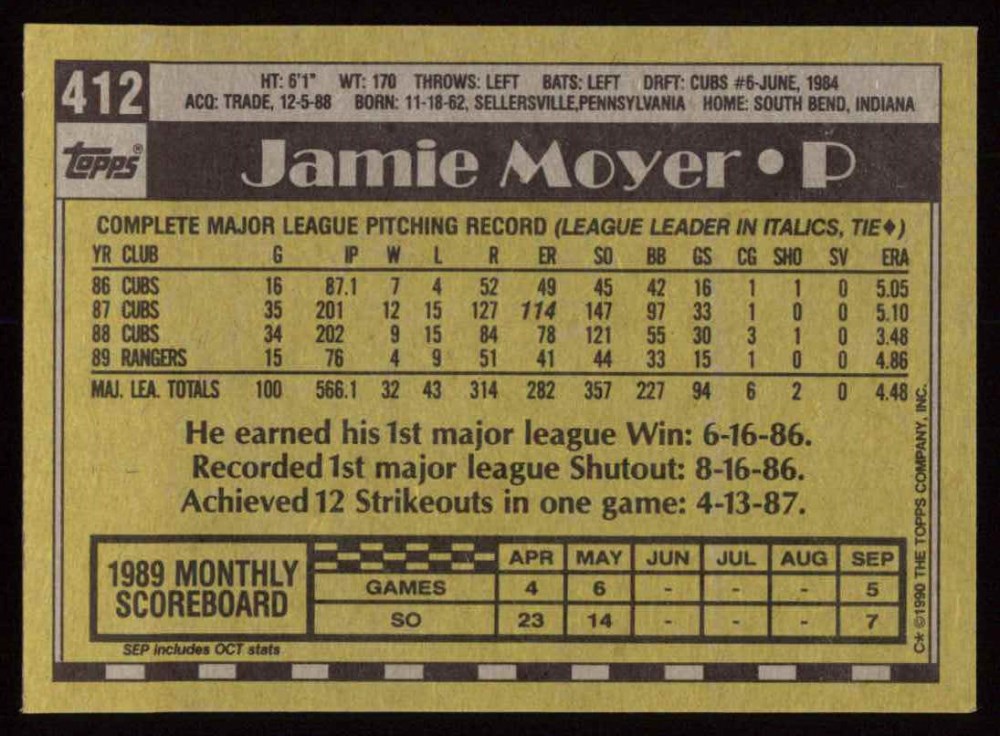 412
HT: 6'1" WT: 170 THROWS: LEFT BATS: LEFT DRFT: CUBS #6-JUNE, 1984
ACQ: TRADE, 12-5-88 BORN: 11-18-62, SELLERSVILLE,PENNSYLVANIA HOME: SOUTH BEND, INDIANA
Topps®
Jamie Moyer • P
COMPLETE MAJOR LEAGUE PITCHING RECORD (LEAGUE LEADER IN ITALICS, TIE♦)
YR CLUB G IP W L R ER SO BB GS CG SHO SV ERA
86 CUBS 16 87.1 7 4 52 49 45 42 16 1 1 0 5.05
87 CUBS 35 201 12 15 127 114 147 97 33 1 0 0 5.10
88 CUBS 34 202 9 15 84 78 121 55 30 3 1 0 3.48
89 RANGERS 15 76 4 9 51 41 44 33 15 1 0 0 4.86
MAJ. LEA. TOTALS 100 566.1 32 43 314 282 357 227 94 6 2 0 4.48
He earned his 1st major league Win: 6-16-86.
Recorded 1st major league Shutout: 8-16-86.
Achieved 12 Strikeouts in one game: 4-13-87.
1989 MONTHLY
SCOREBOARD
APR MAY JUN JUL AUG SEP
GAMES 4 6 - - - 5
SO 23 14 - - - 7
SEP includes OCT stats
C* ©1990 THE TOPPS COMPANY, INC.